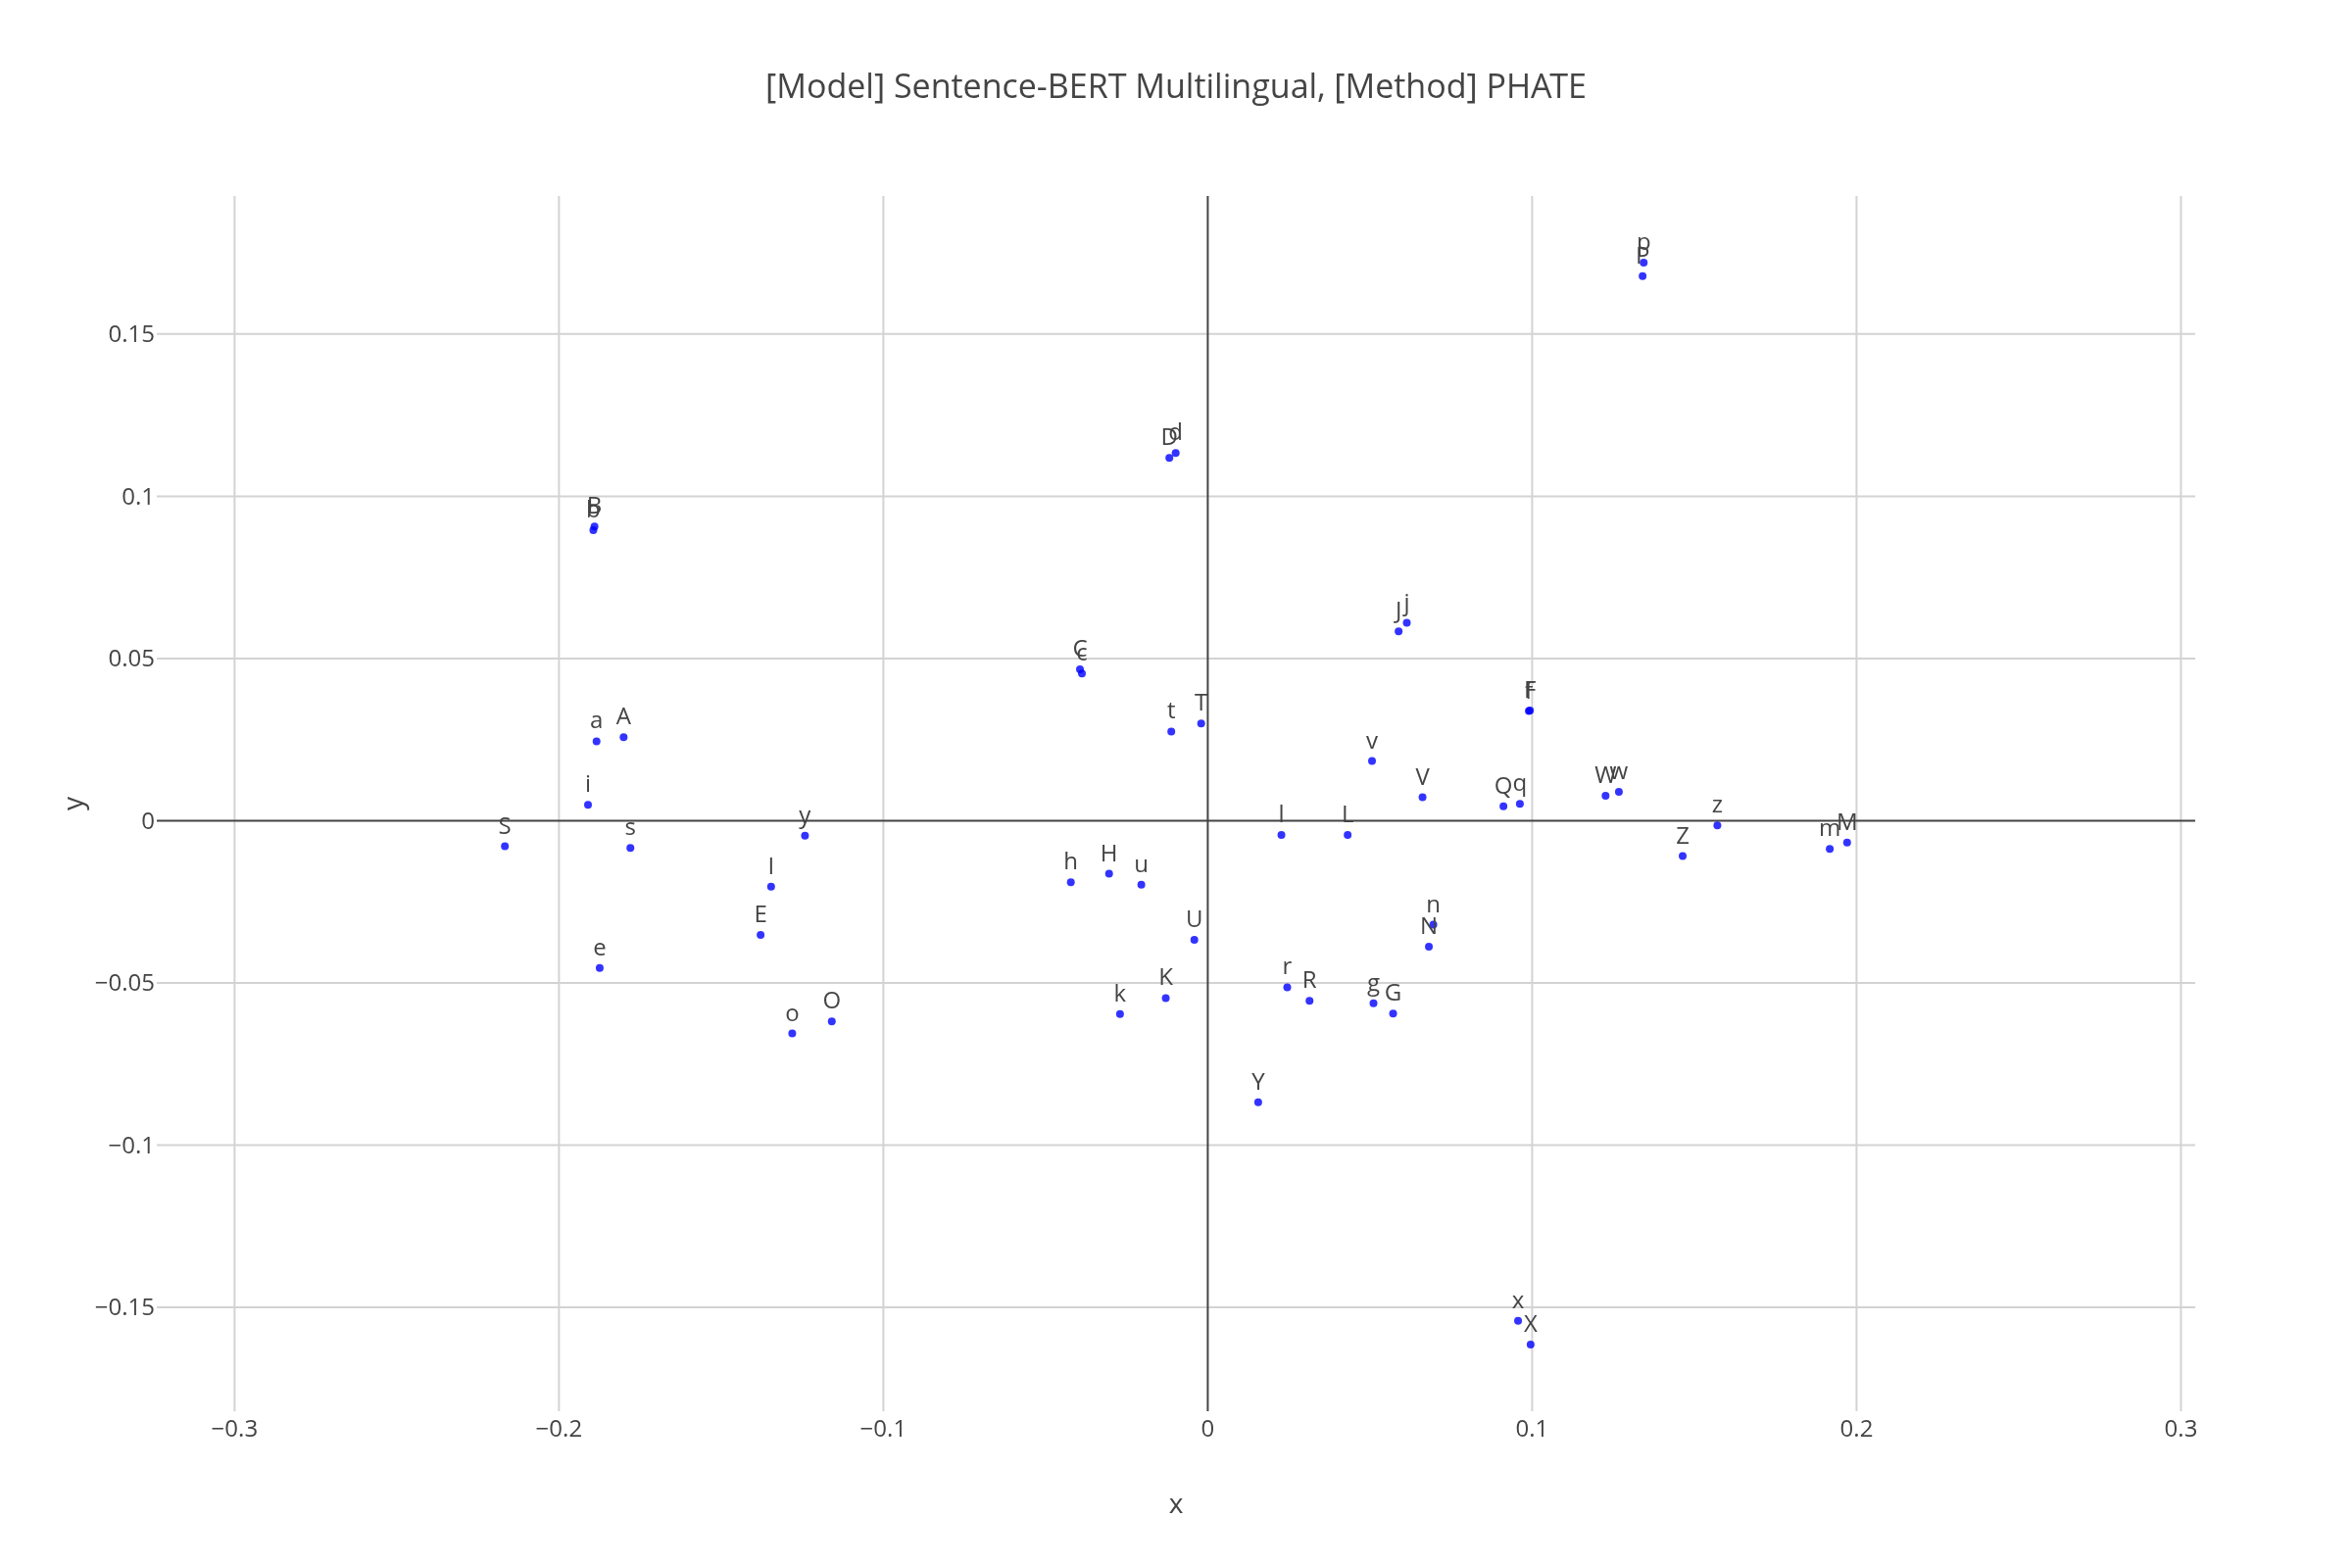 [Model] Sentence-BERT Multilingual, [Method] PHATE
p
P
0.15
D d
B
b
0.1
J j
C
c
0.05
f F
a A
t T
v
V
i
Q q
W w
z
0
S
s
y
l
L
Z
m M
h H u
I
E
U
n
N
e
−0.05
k
K
r
R
g G
o
O
Y
−0.1
x
X
−0.15
−0.3 −0.2 −0.1 0 0.1 0.2 0.3
x
y